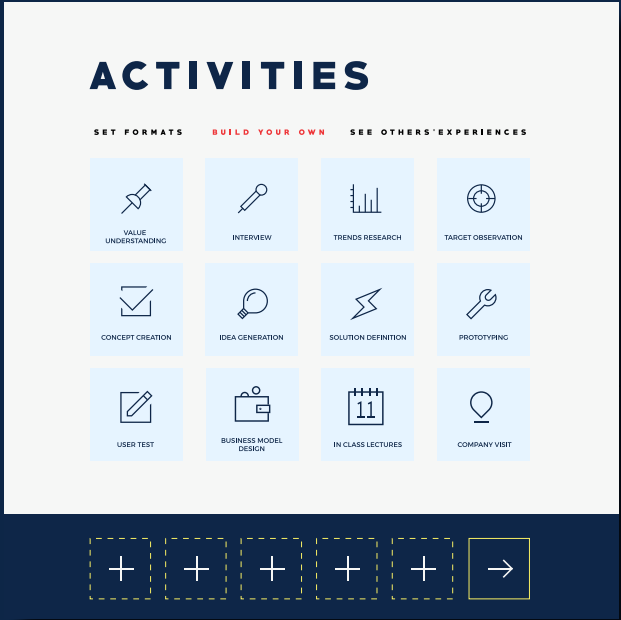 ACTIVITIES
SET FORMATS
BUILD YOUR OWN
SEE OTHERS'EXPERIENCES
VALUE
UNDERSTANDING
INTERVIEW
TRENDS RESEARCH
TARGET OBSERVATION
CONCEPT CREATION
IDEA GENERATION
SOLUTION DEFINITION
PROTOTYPING
USER TEST
BUSINESS MODEL
DESIGN
11
IN CLASS LECTURES
COMPANY VISIT